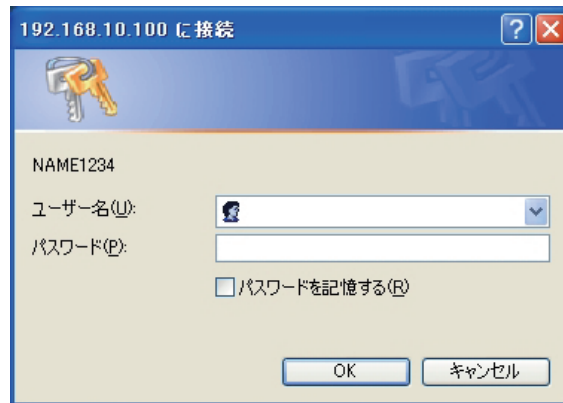 192.168.10.100 に接続
NAME1234
ユーザー名(U):
パスワード(P):
パスワードを記憶する(R)
OK
キャンセル